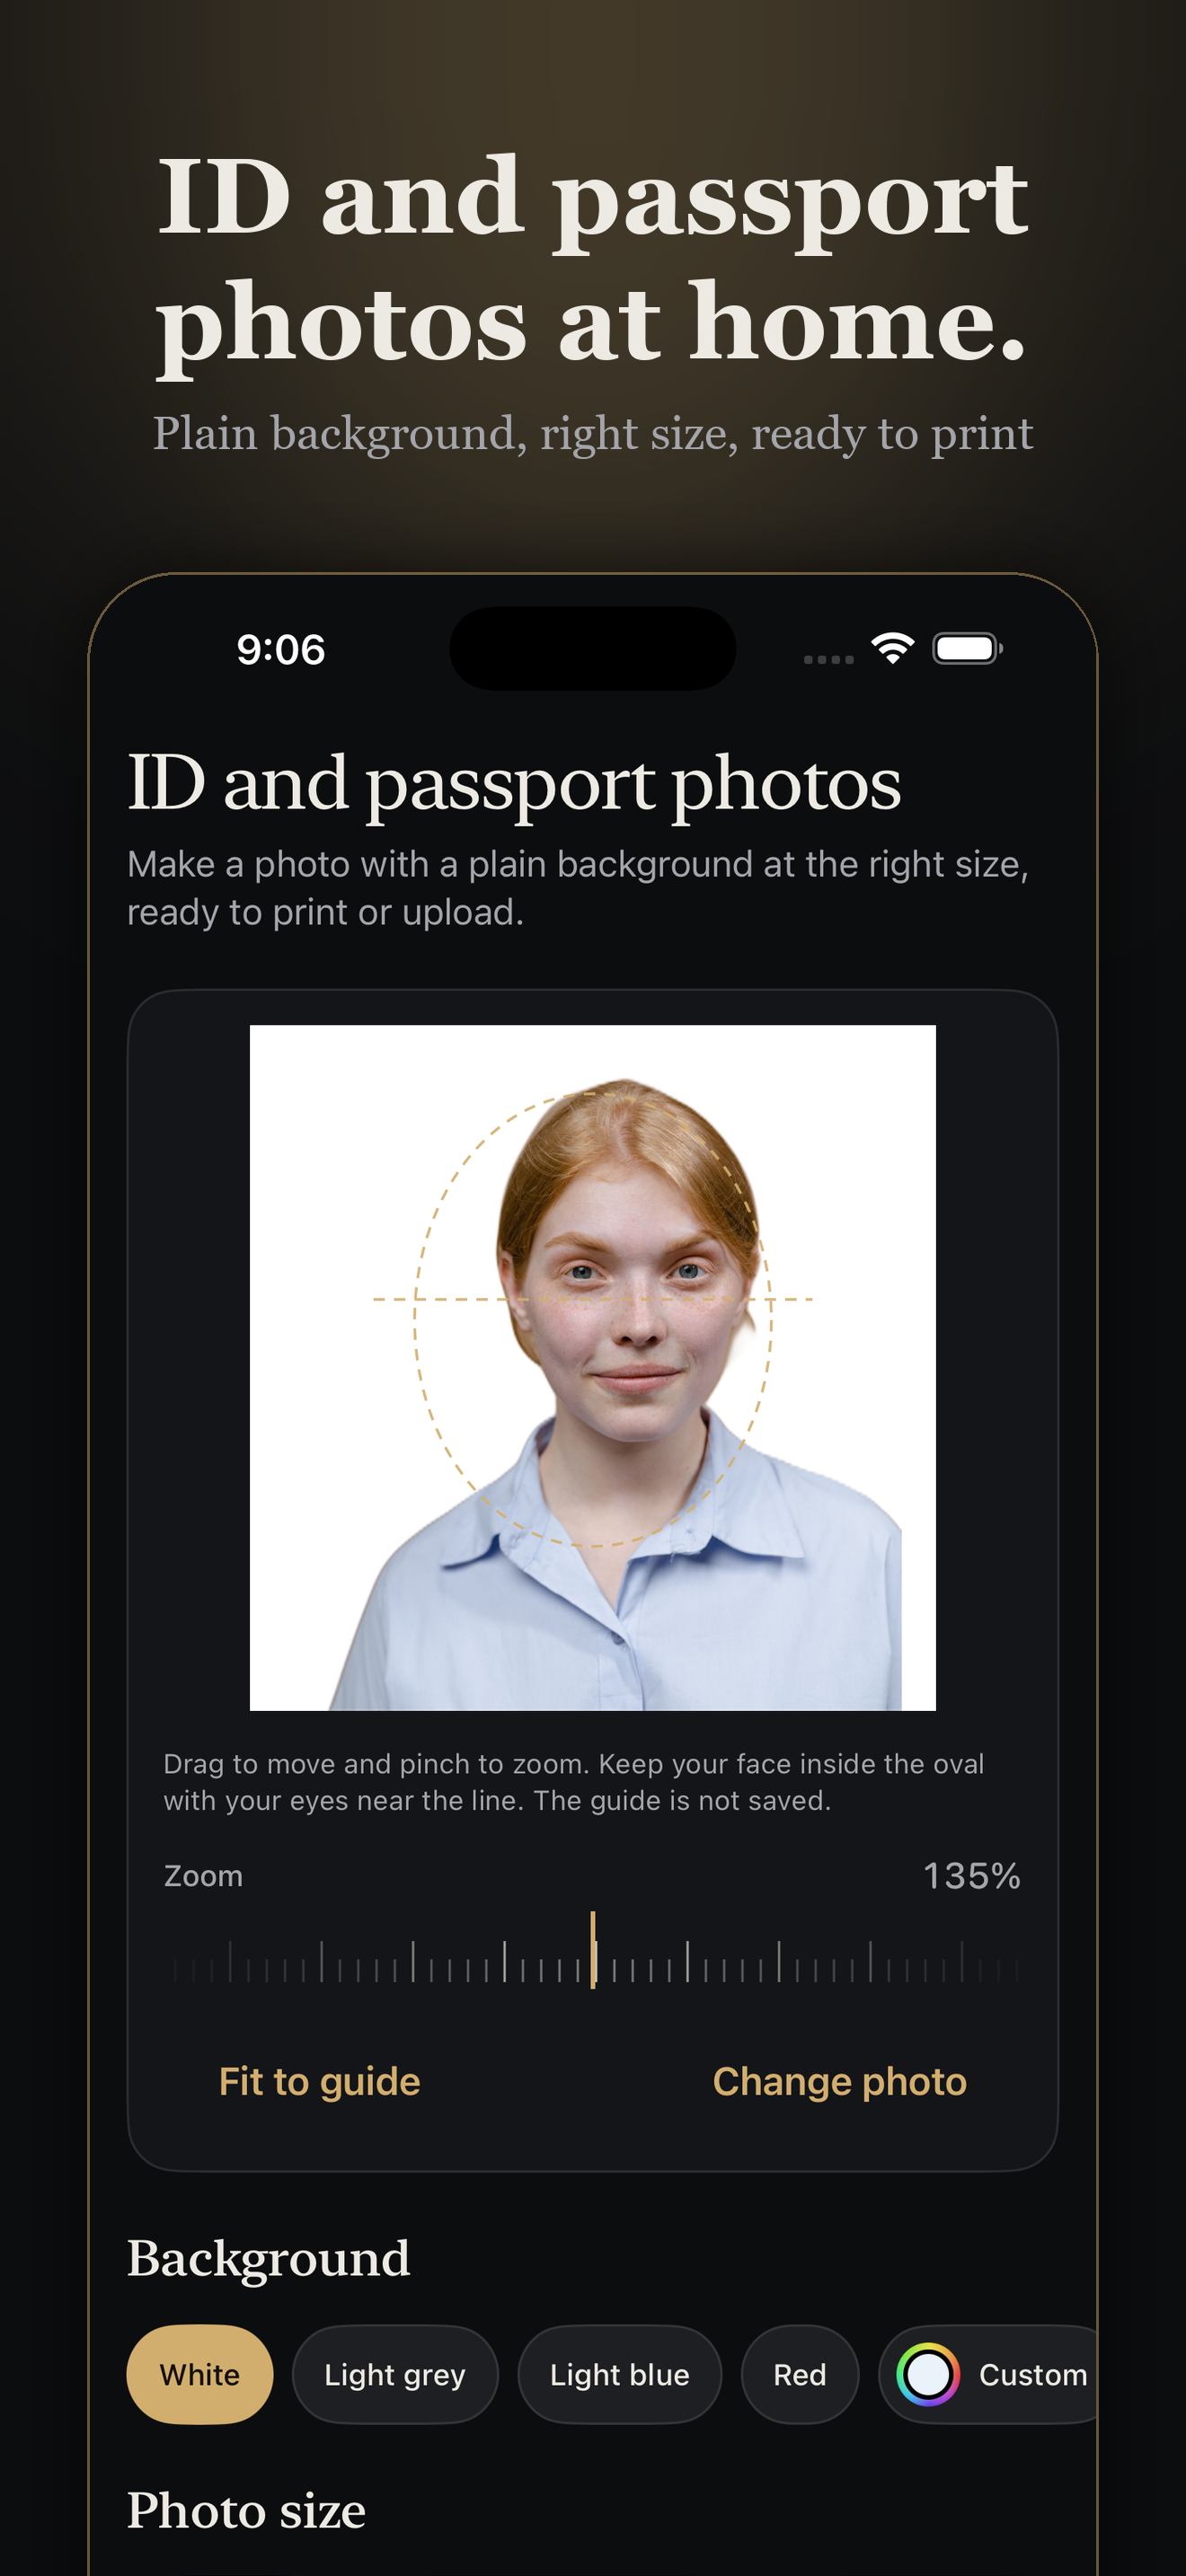 ID and passport
photos at home.
Plain background, right size, ready to print
9:06
ID and passport photos
Make a photo with a plain background at the right size,
ready to print or upload.
Drag to move and pinch to zoom. Keep your face inside the oval
with your eyes near the line. The guide is not saved.
Zoom 135%
Fit to guide Change photo
Background
White Light grey Light blue Red Custom
Photo size